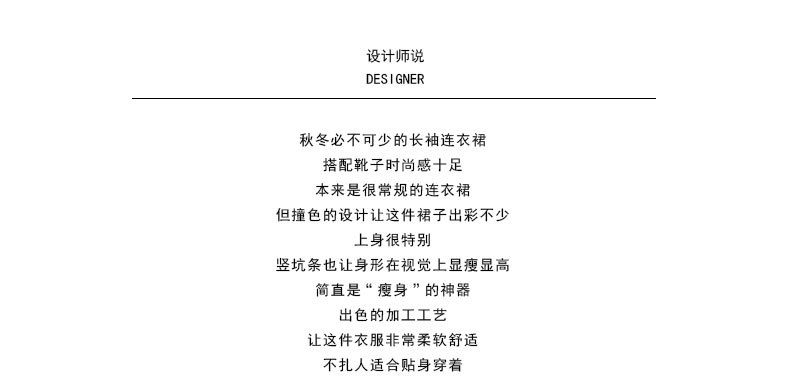 设计师说
DESIGNER
秋冬必不可少的长袖连衣裙
搭配靴子时尚感十足
本来是很常规的连衣裙
但撞色的设计让这件裙子出彩不少
上身很特别
竖坑条也让身形在视觉上显瘦显高
简直是“瘦身”的神器
出色的加工工艺
让这件衣服非常柔软舒适
不扎人适合贴身穿着